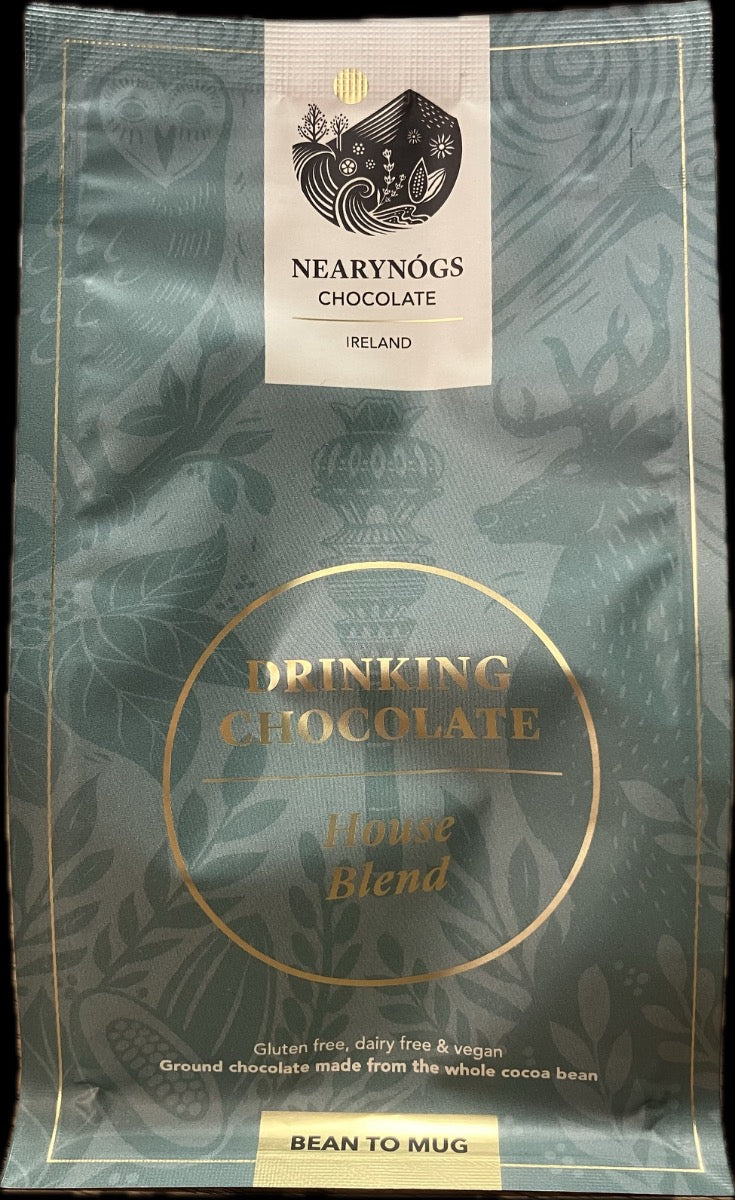 NEARYNÓGS
CHOCOLATE
IRELAND
DRINKING
CHOCOLATE
House
Blend
Gluten free, dairy free & vegan
Ground chocolate made from the whole cocoa bean
BEAN TO MUG